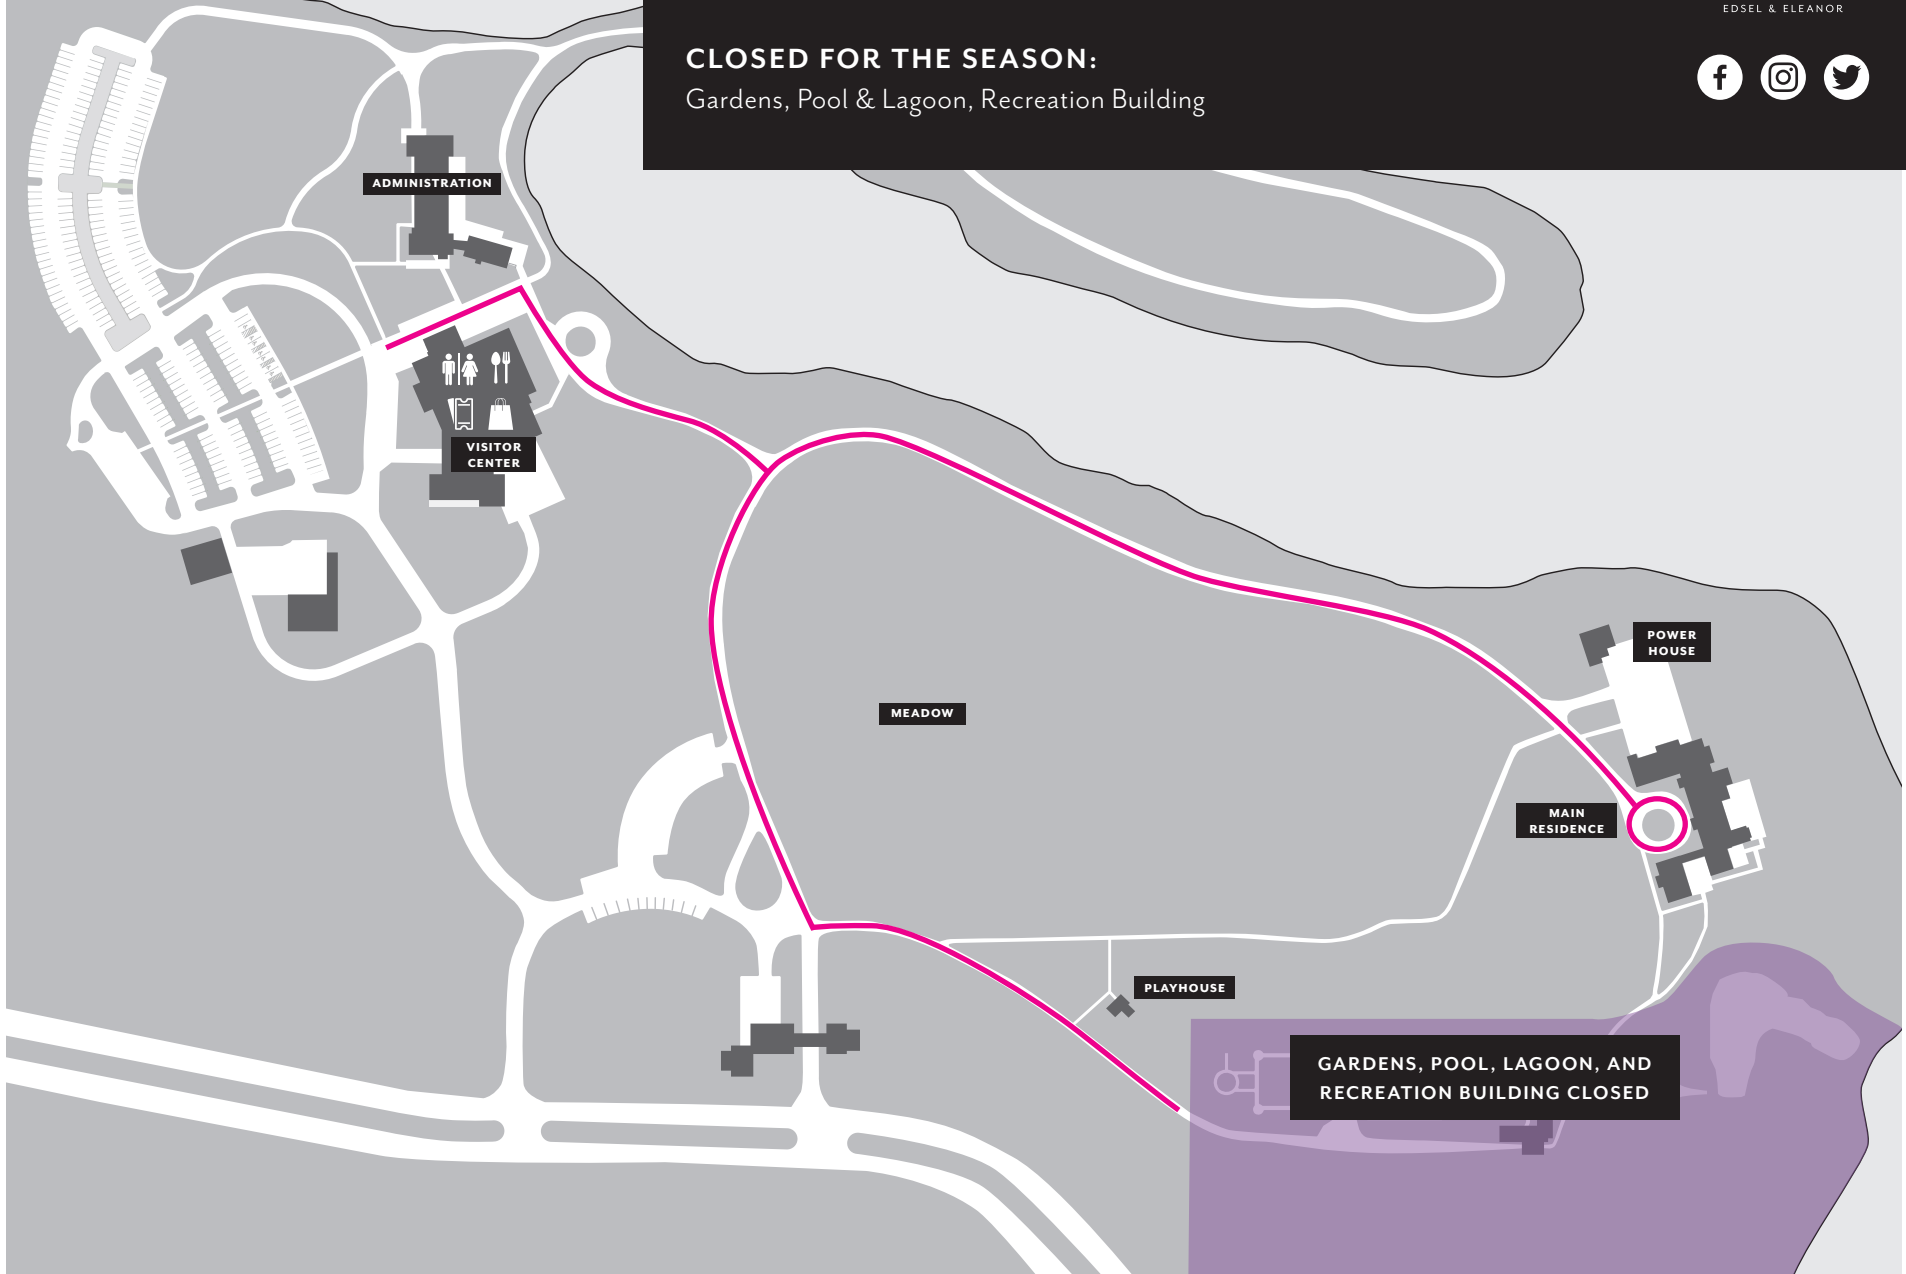 EDSEL & ELEANOR
CLOSED FOR THE SEASON:
Gardens, Pool & Lagoon, Recreation Building
ADMINISTRATION
VISITOR
CENTER
POWER
HOUSE
MEADOW
MAIN
RESIDENCE
PLAYHOUSE
GARDENS, POOL, LAGOON, AND
RECREATION BUILDING CLOSED